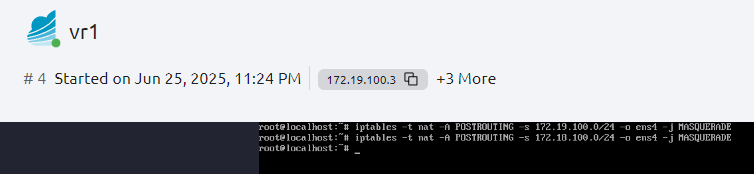 vr1
# 4 Started on Jun 25, 2025, 11:24 PM 172.19.100.3 +3 More
root@localhost:~# iptables -t nat -A POSTROUTING -s 172.19.100.0/24 -o ens4 -j MASQUERADE
root@localhost:~# iptables -t nat -A POSTROUTING -s 172.18.100.0/24 -o ens4 -j MASQUERADE
root@localhost:~# _